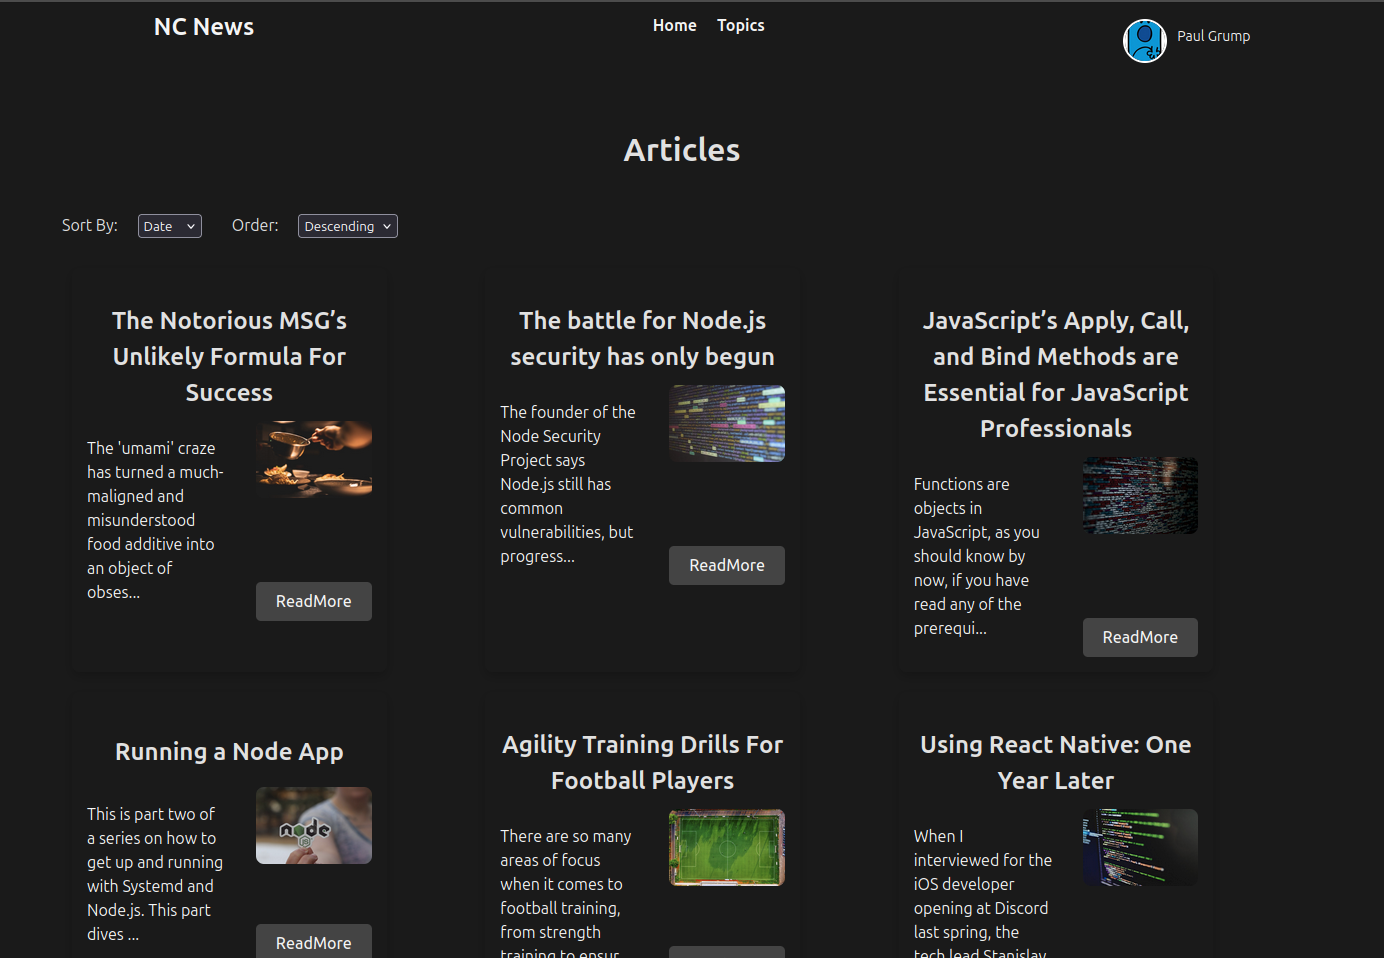 NC News
Home Topics
Paul Grump
Articles
Sort By: Date Order: Descending
The Notorious MSG’s
Unlikely Formula For
Success
The 'umami' craze
has turned a much-
maligned and
misunderstood
food additive into
an object of
obses...
ReadMore
The battle for Node.js
security has only begun
The founder of the
Node Security
Project says
Node.js still has
common
vulnerabilities, but
progress...
ReadMore
JavaScript’s Apply, Call,
and Bind Methods are
Essential for JavaScript
Professionals
Functions are
objects in
JavaScript, as you
should know by
now, if you have
read any of the
prerequi...
ReadMore
Running a Node App
This is part two of
a series on how to
get up and running
with Systemd and
Node.js. This part
dives ...
node
JS
ReadMore
Agility Training Drills For
Football Players
There are so many
areas of focus
when it comes to
football training,
from strength
training to ensur
Using React Native: One
Year Later
When I
interviewed for the
iOS developer
opening at Discord
last spring, the
tech lead Stanislav